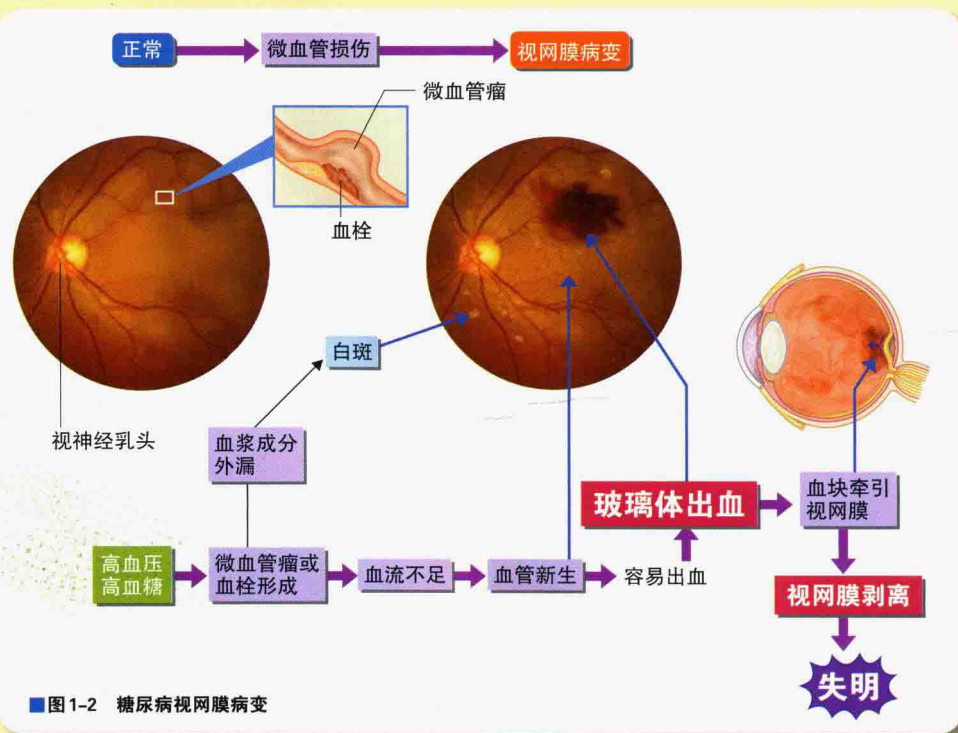 正常
微血管损伤
视网膜病变
微血管瘤
血栓
白斑
视神经乳头
血浆成分
外漏
玻璃体出血
血块牵引
视网膜
高血压
高血糖
微血管瘤或
血栓形成
血流不足
血管新生
容易出血
视网膜剥离
失明
图1-2 糖尿病视网膜病变